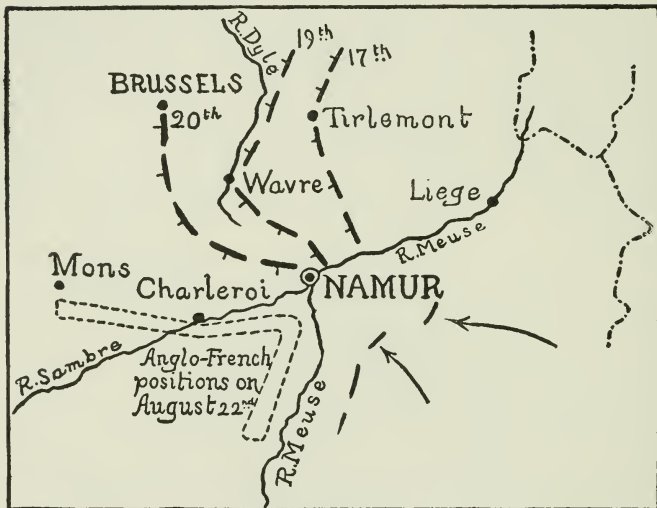 R. Dyle
19th
17th
BRUSSELS
20th
Tirlemont
Wavre
Liege
R. Meuse
Mons
Charleroi
NAMUR
R. Sambre
Anglo-French
positions on
August 22nd
R. Meuse